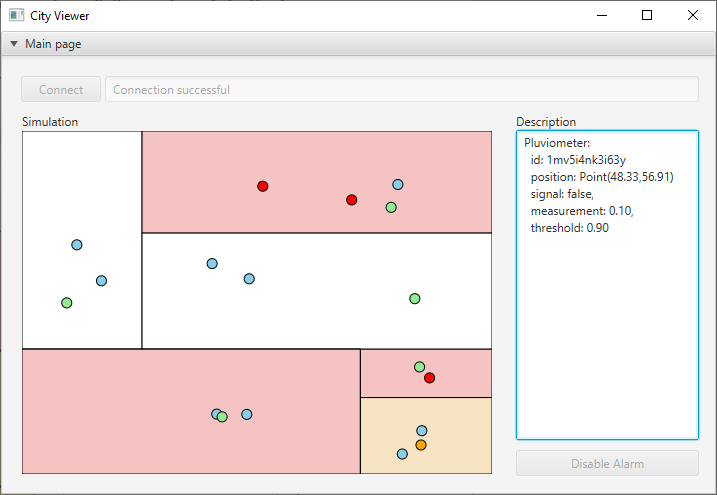 City Viewer
Main page
Connect
Connection successful
Simulation
Description
Pluviometer:
id: 1mv5i4nk3i63y
position: Point(48.33,56.91)
signal: false,
measurement: 0.10,
threshold: 0.90
Disable Alarm